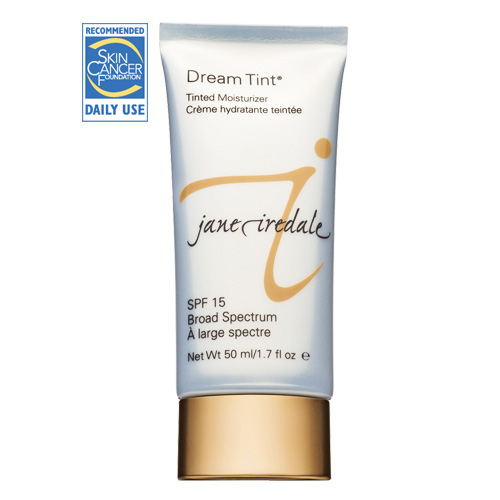 RECOMMENDED
SKIN
CANCER
FOUNDATION
DAILY USE
Dream Tint®
Tinted Moisturizer
Crème hydratante teintée
jane iredale
SPF 15
Broad Spectrum
À large spectre
Net Wt 50 ml/1.7 fl oz ℮